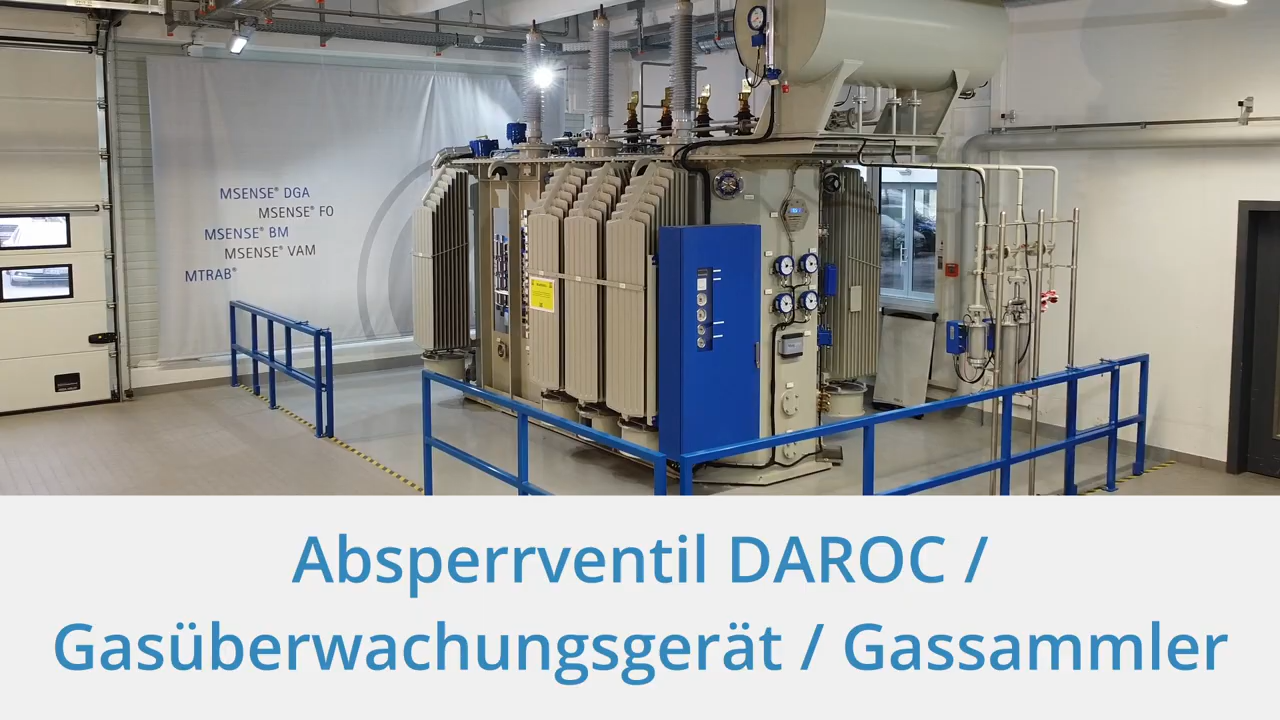 MSENSE® DGA
MSENSE® FO
MSENSE® BM
MSENSE® VAM
MTRAB®
Absperrventil DAROC /
Gasüberwachungsgerät / Gassammler